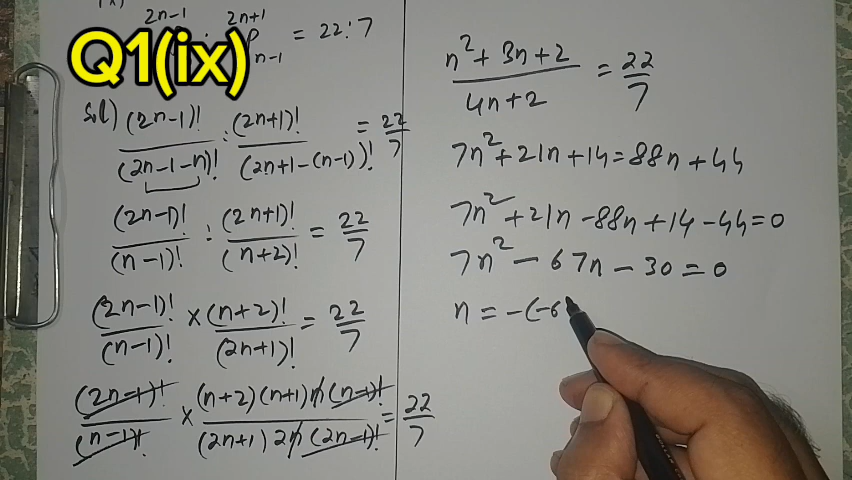 2n-1 2n+1
: P n-1 = 22:7
Q1(ix)
Sol) (2n-1)! / (2n-1-n)! : (2n+1)! / (2n+1-(n-1))! = 22/7
(2n-1)! / (n-1)! : (2n+1)! / (n+2)! = 22/7
(2n-1)! / (n-1)! × (n+2)! / (2n+1)! = 22/7
(2n-1)! / (n-1)! × (n+2)(n+1)n(n-1)! / (2n+1)2n(2n-1)! = 22/7
n²+3n+2 / 4n+2 = 22/7
7n²+21n+14=88n+44
7n²+21n-88n+14-44=0
7n²-67n-30=0
n=-(-6